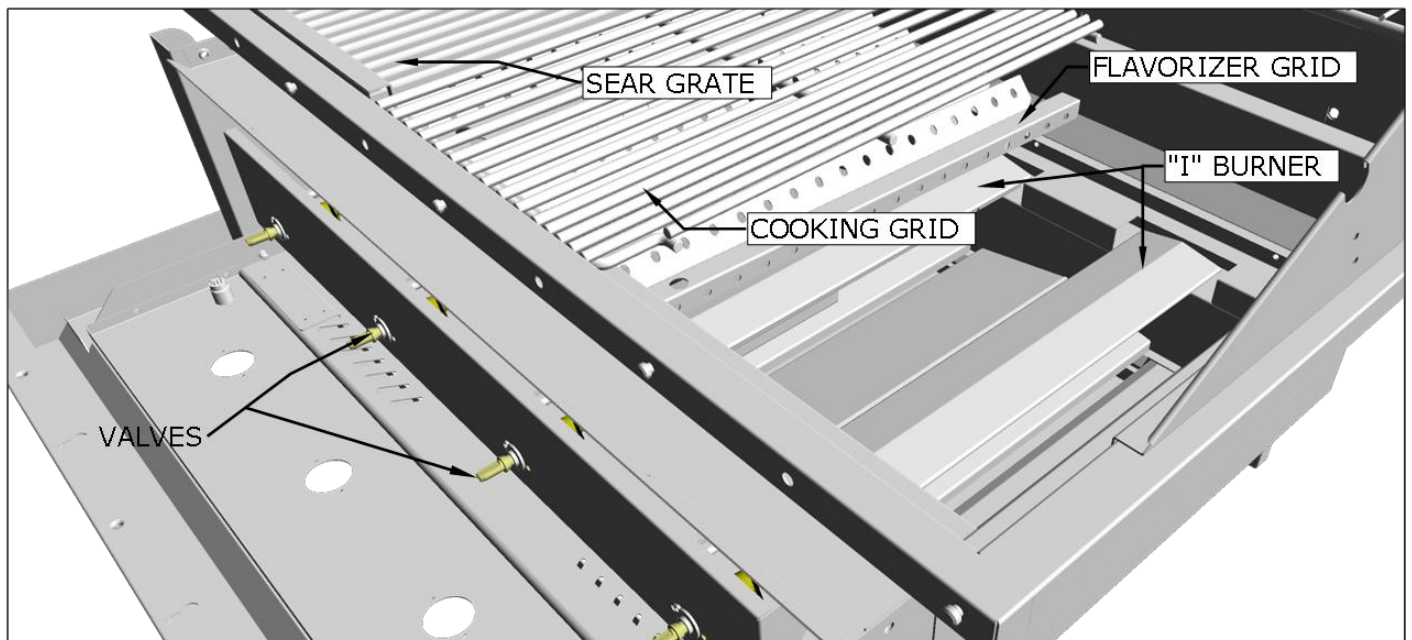 SEAR GRATE
FLAVORIZER GRID
"I" BURNER
COOKING GRID
VALVES